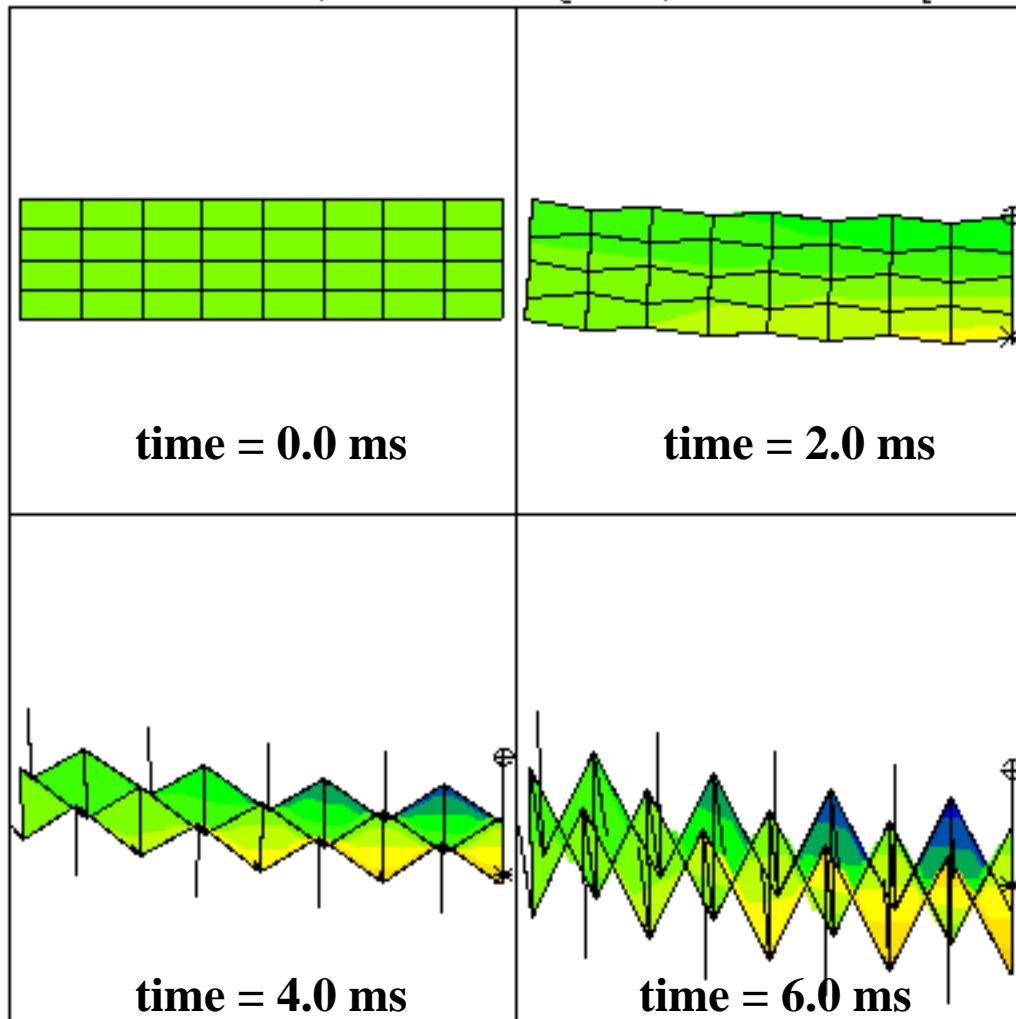 time = 0.0 ms
time = 2.0 ms
time = 4.0 ms
time = 6.0 ms